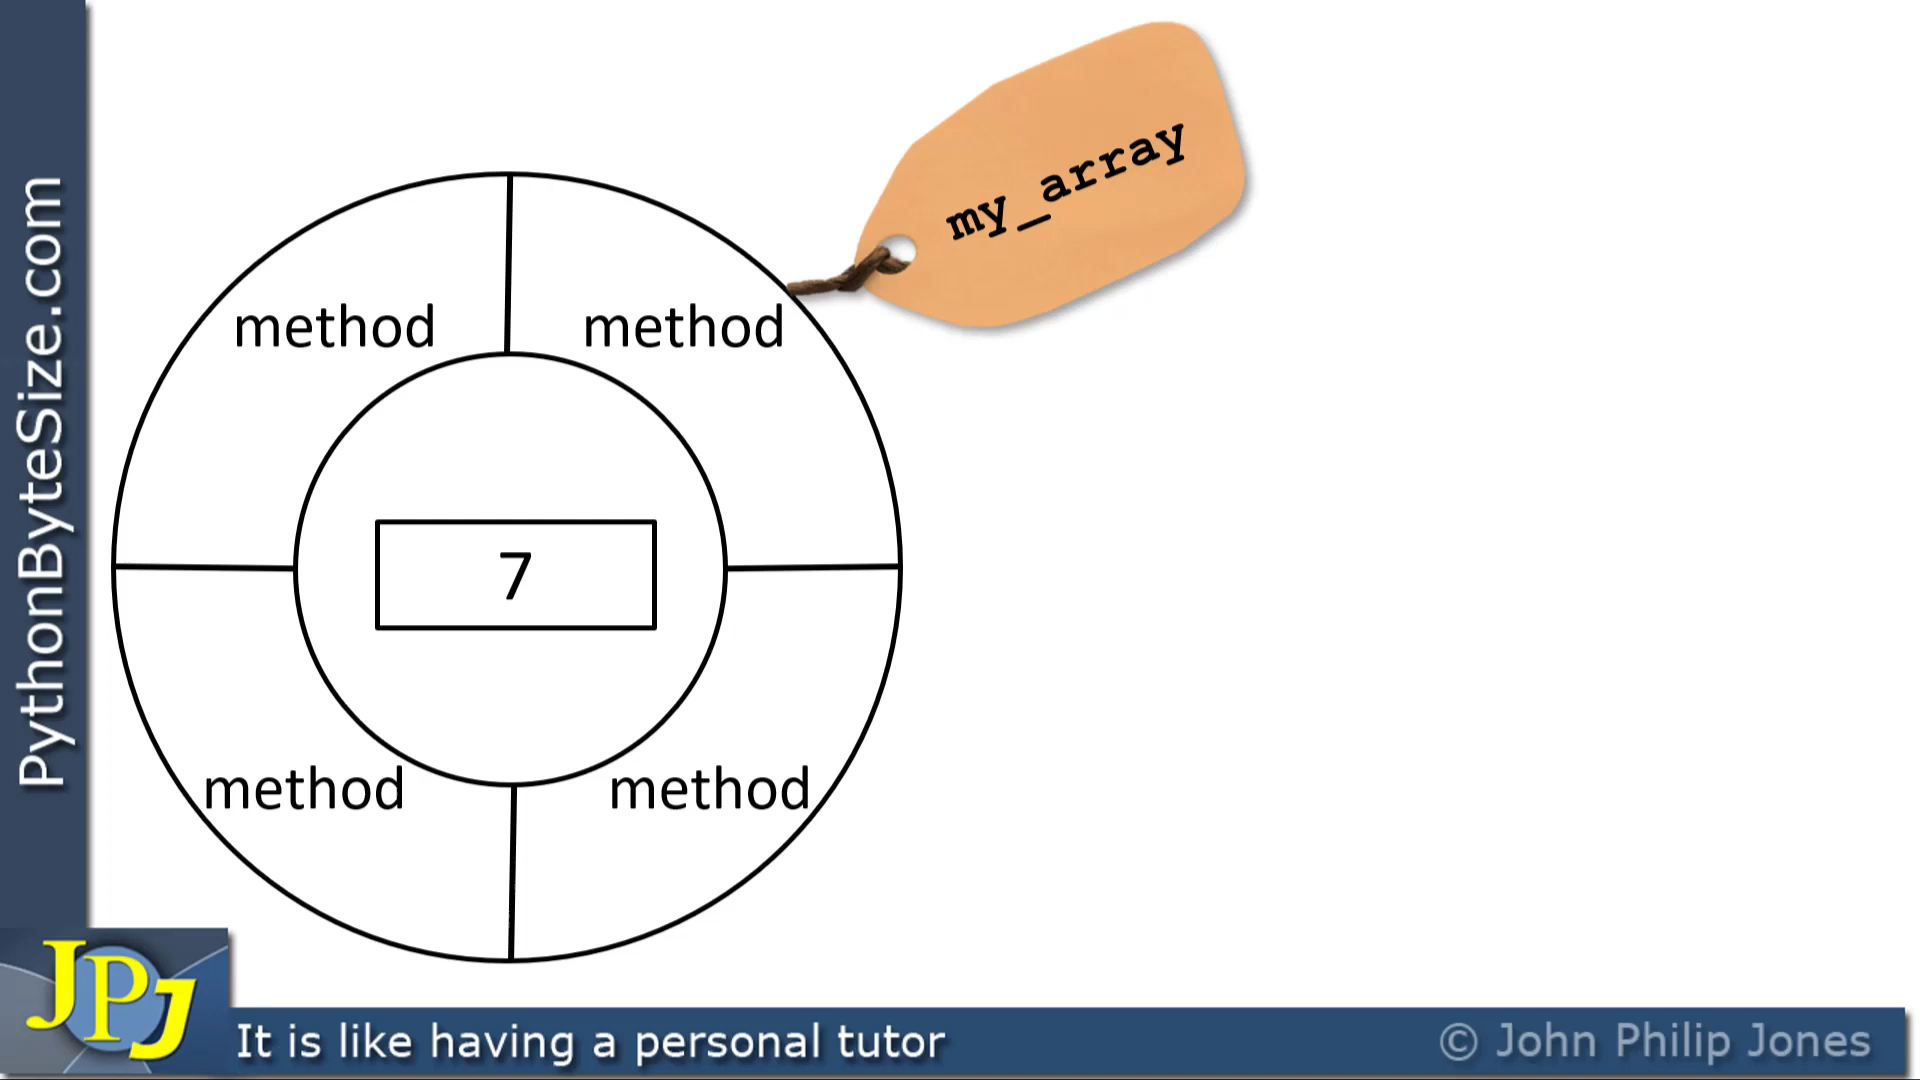 PythonByteSize.com
my_array
method method
7
method method
JPJ
It is like having a personal tutor
© John Philip Jones